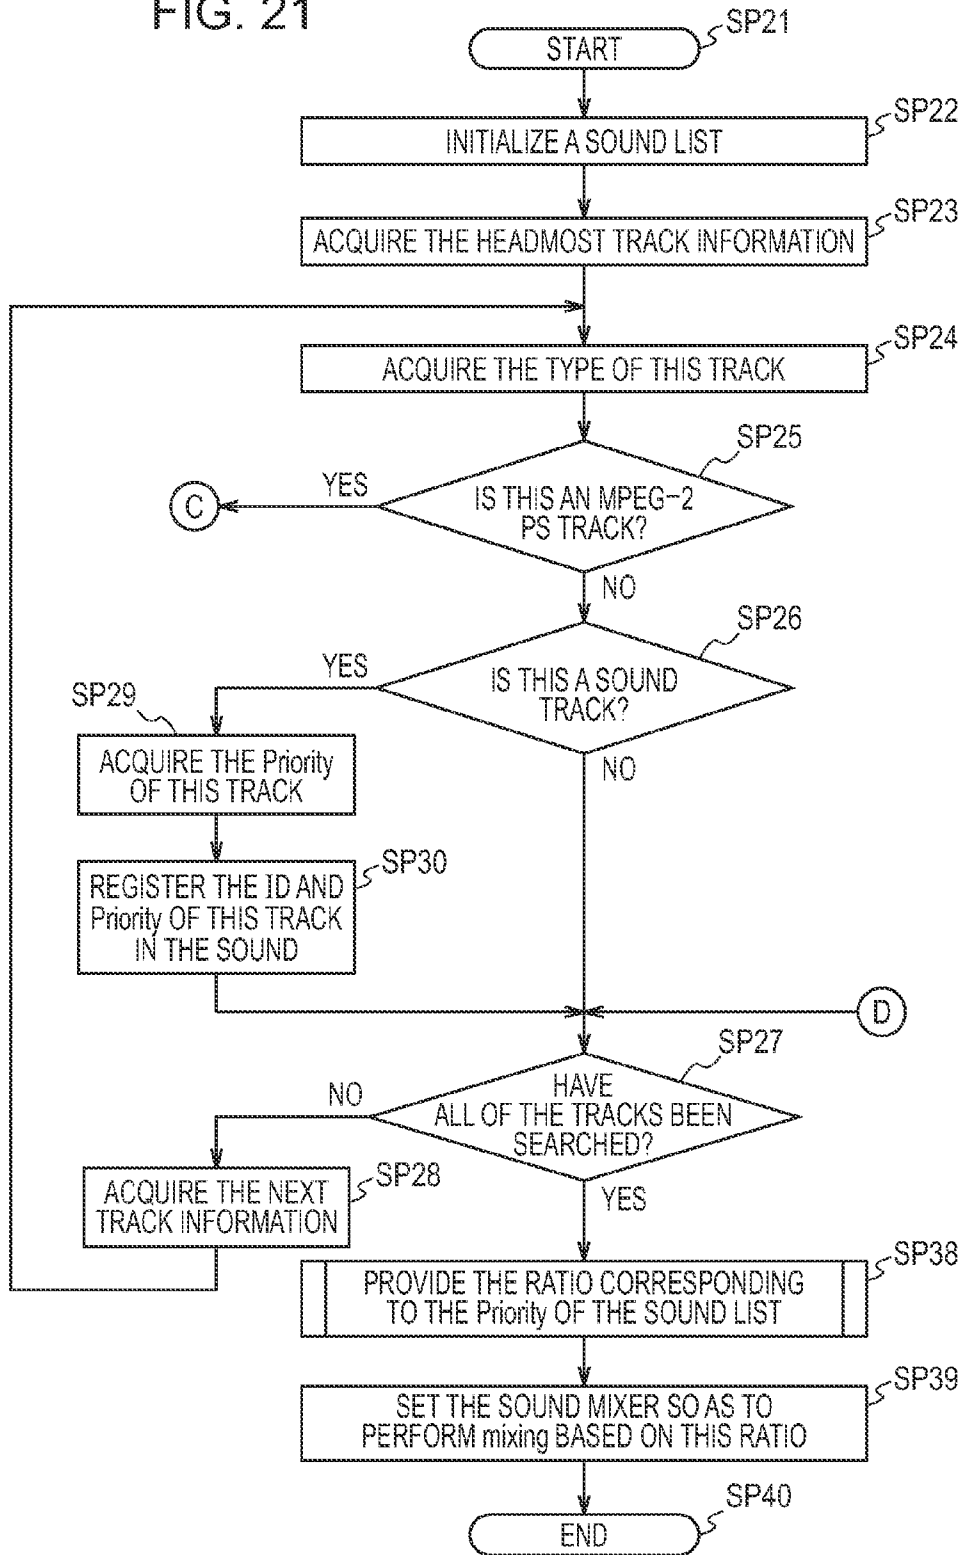 FIG. 21
START
SP21
INITIALIZE A SOUND LIST
SP22
ACQUIRE THE HEADMOST TRACK INFORMATION
SP23
ACQUIRE THE TYPE OF THIS TRACK
SP24
IS THIS AN MPEG-2
PS TRACK?
SP25
YES
C
NO
IS THIS A SOUND
TRACK?
SP26
YES
NO
SP29
ACQUIRE THE Priority
OF THIS TRACK
SP30
REGISTER THE ID AND
Priority OF THIS TRACK
IN THE SOUND
D
HAVE
ALL OF THE TRACKS BEEN
SEARCHED?
SP27
NO
YES
ACQUIRE THE NEXT
TRACK INFORMATION
SP28
PROVIDE THE RATIO CORRESPONDING
TO THE Priority OF THE SOUND LIST
SP38
SET THE SOUND MIXER SO AS TO
PERFORM mixing BASED ON THIS RATIO
SP39
END
SP40